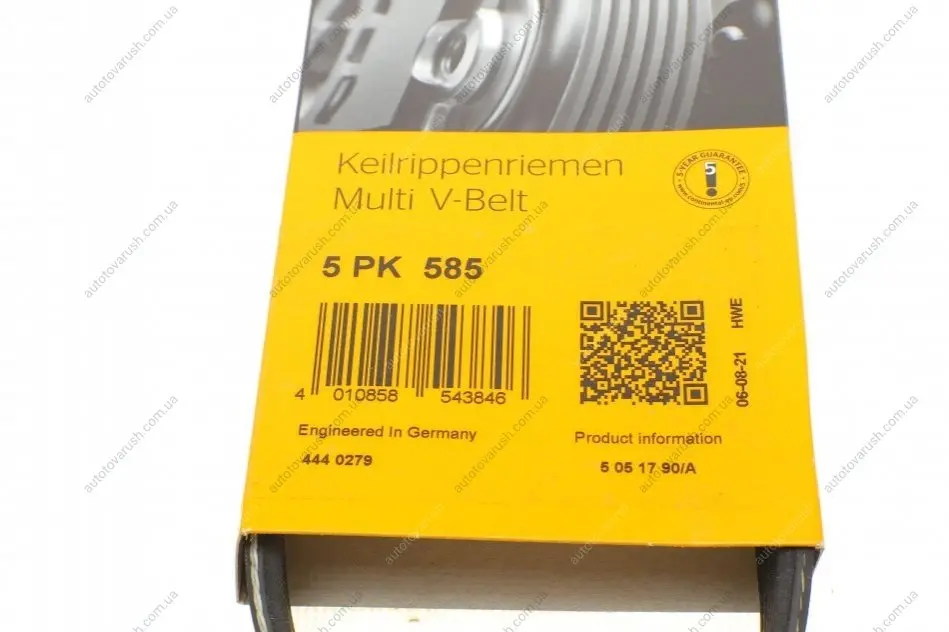 Keilrippenriemen
Multi V-Belt
5-YEAR GUARANTEE
5
5 PK 585
4 010858 543846
06-08-21 HWE
Engineered In Germany
Product information
444 0279
5 05 17 90/A
autotovarush.com.ua